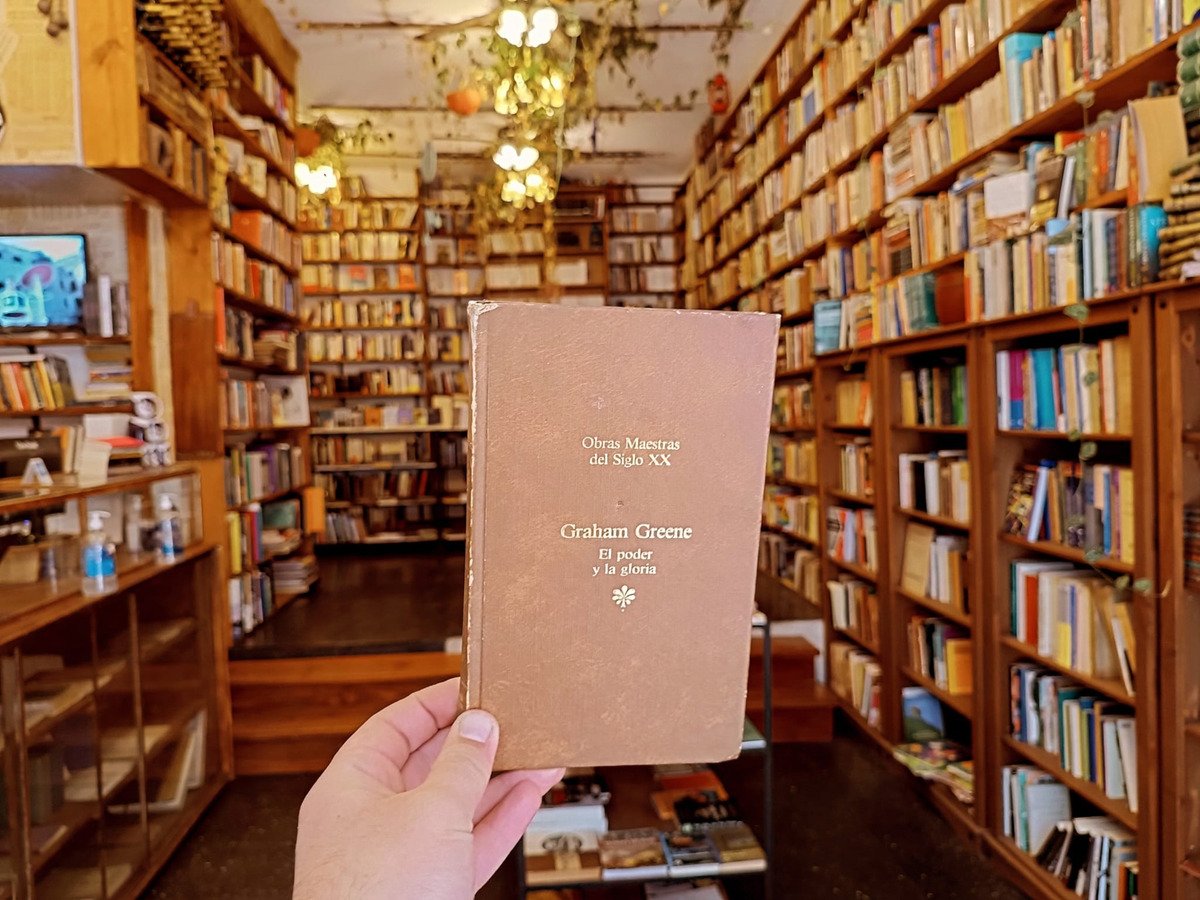 Obras Maestras
del Siglo XX
Graham Greene
El poder
y la gloria